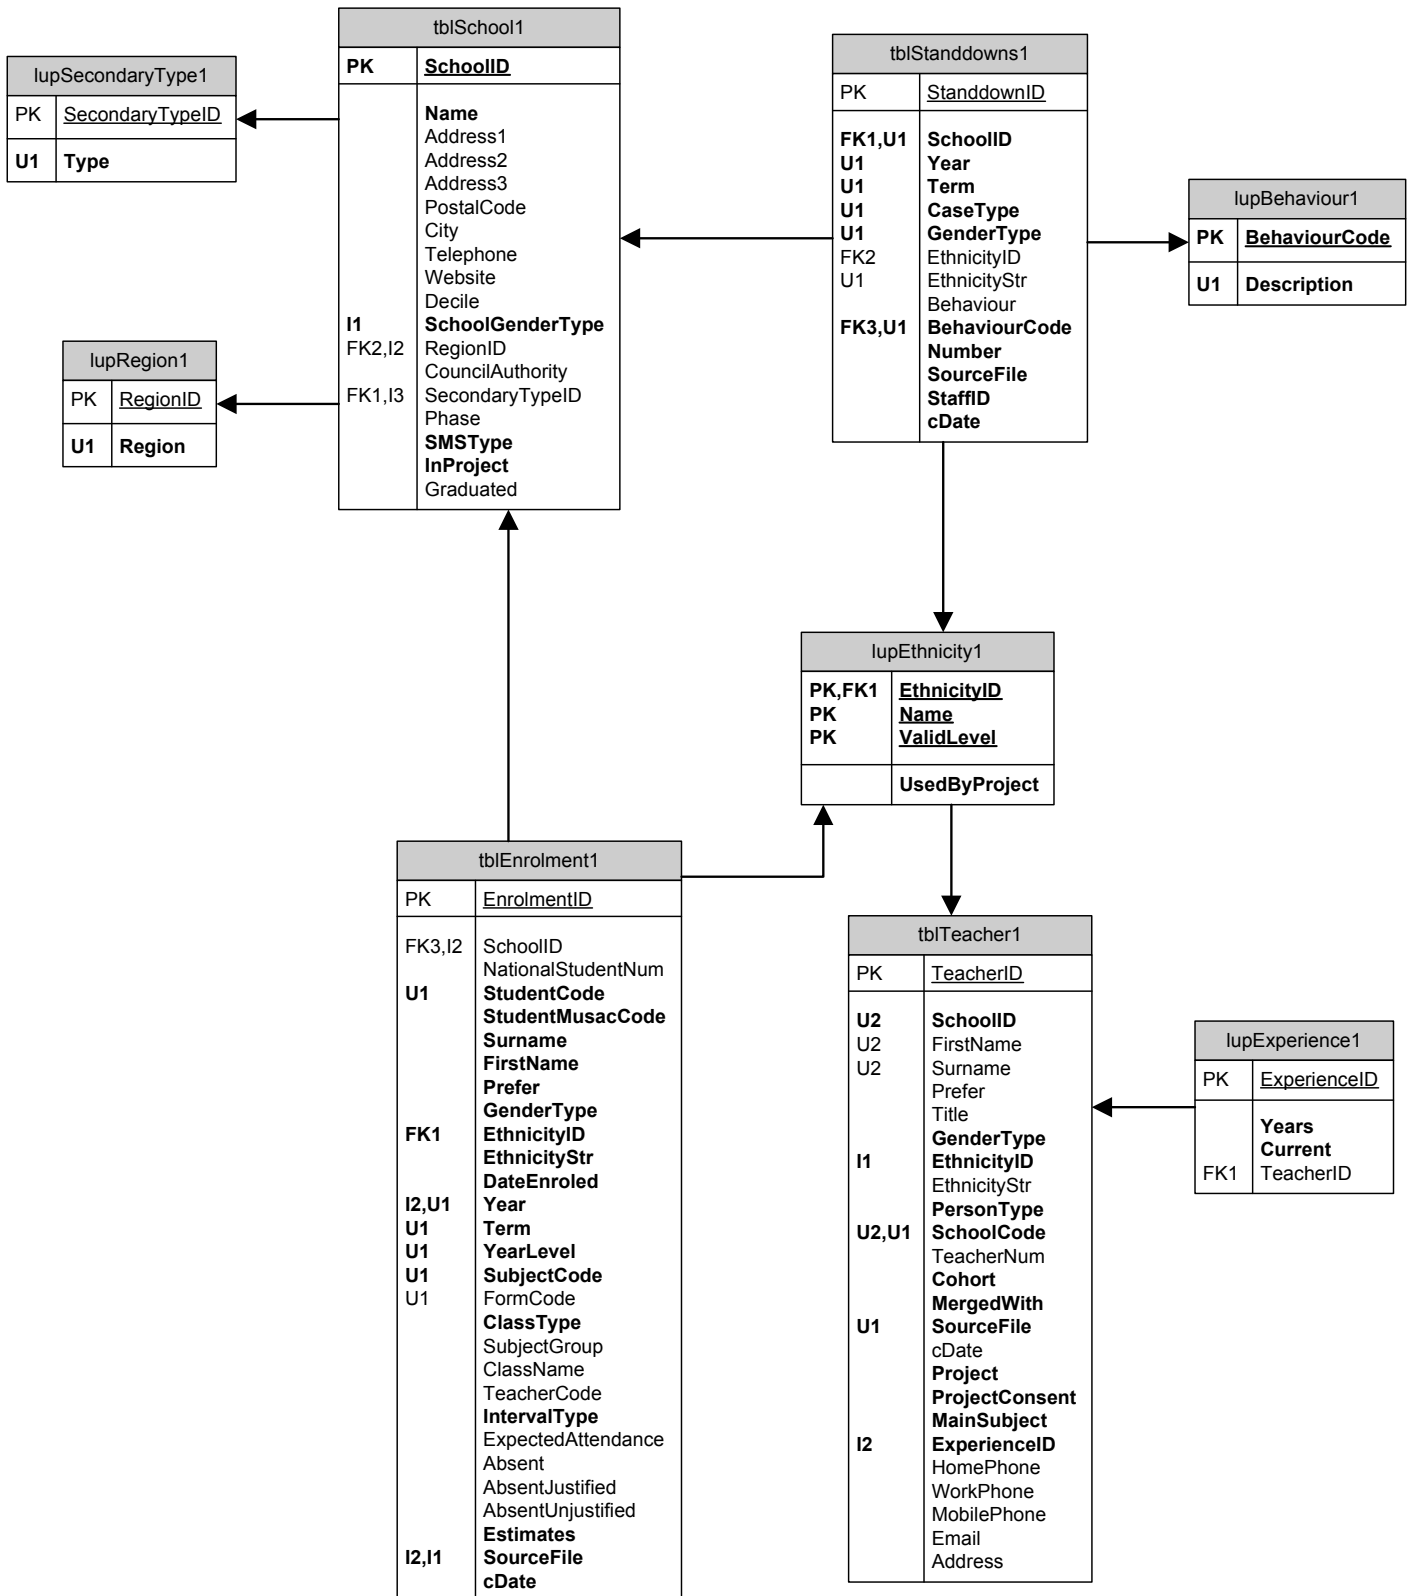 tblSchool1
PK SchoolID
Name
Address1
Address2
Address3
PostalCode
City
Telephone
Website
Decile
I1 SchoolGenderType
FK2,I2 RegionID
CouncilAuthority
FK1,I3 SecondaryTypeID
Phase
SMSType
InProject
Graduated
lupSecondaryType1
PK SecondaryTypeID
U1 Type
lupRegion1
PK RegionID
U1 Region
tblStanddowns1
PK StanddownID
FK1,U1 SchoolID
U1 Year
U1 Term
U1 CaseType
U1 GenderType
FK2 EthnicityID
U1 EthnicityStr
Behaviour
FK3,U1 BehaviourCode
Number
SourceFile
StaffID
cDate
lupBehaviour1
PK BehaviourCode
U1 Description
lupEthnicity1
PK,FK1 EthnicityID
PK Name
PK ValidLevel
UsedByProject
tblEnrolment1
PK EnrolmentID
FK3,I2 SchoolID
NationalStudentNum
U1 StudentCode
StudentMusacCode
Surname
FirstName
Prefer
GenderType
FK1 EthnicityID
EthnicityStr
DateEnroled
I2,U1 Year
U1 Term
U1 YearLevel
U1 SubjectCode
U1 FormCode
ClassType
SubjectGroup
ClassName
TeacherCode
IntervalType
ExpectedAttendance
Absent
AbsentJustified
AbsentUnjustified
Estimates
I2,I1 SourceFile
cDate
tblTeacher1
PK TeacherID
U2 SchoolID
U2 FirstName
U2 Surname
Prefer
Title
GenderType
I1 EthnicityID
EthnicityStr
PersonType
U2,U1 SchoolCode
TeacherNum
Cohort
MergedWith
U1 SourceFile
cDate
Project
ProjectConsent
MainSubject
I2 ExperienceID
HomePhone
WorkPhone
MobilePhone
Email
Address
lupExperience1
PK ExperienceID
Years
Current
FK1 TeacherID